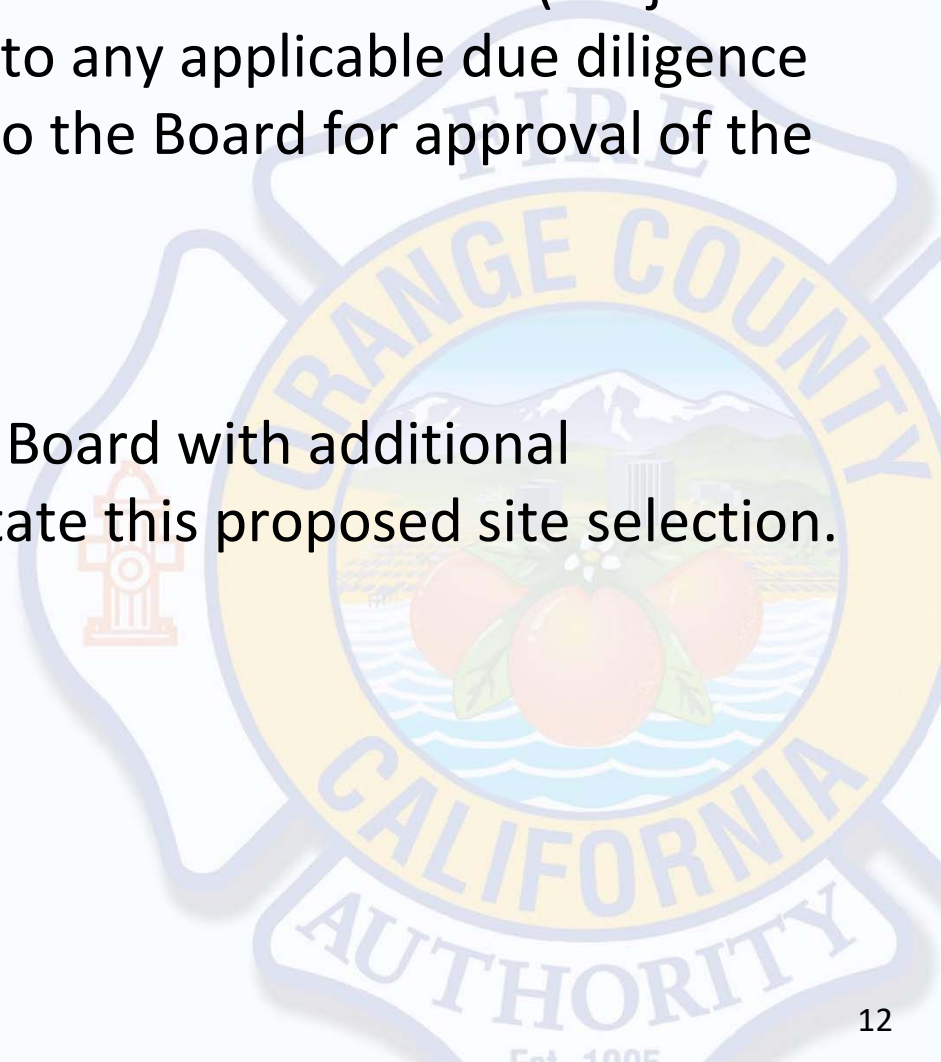 to any applicable due diligence
o the Board for approval of the
Board with additional
tate this proposed site selection.
FIRE
ORANGE COUNTY
CALIFORNIA
AUTHORITY
12